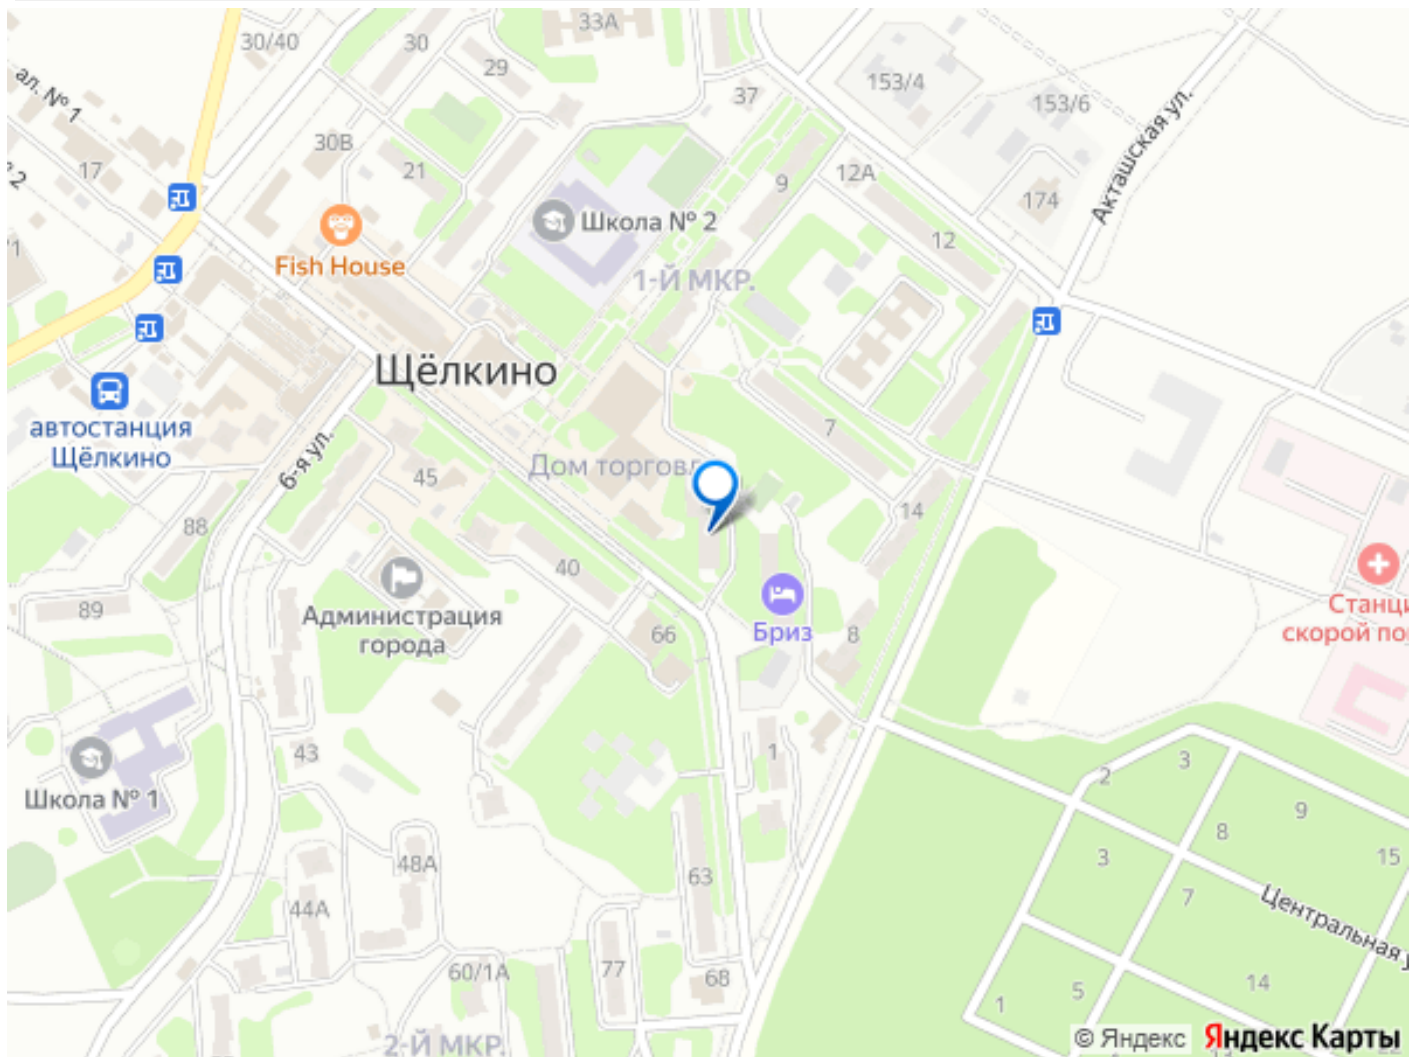 33А
30/40
30
29
ал. № 1
37
153/4
153/6
30В
17
21
9
12А
174
Актaшская ул.
Школа № 2
12
Fish House
1-Й МКР.
Щёлкино
автостанция
Щёлкино
6-я ул.
7
45
Дом торговл
14
88
40
89
Администрация
города
66
Бриз
8
Станци
скорой по
43
1
2
3
Школа № 1
9
8
3
15
48А
63
7
44А
Центральная у
60/1А
77
68
14
5
1
2-Й МКР.
© Яндекс Яндекс Карты